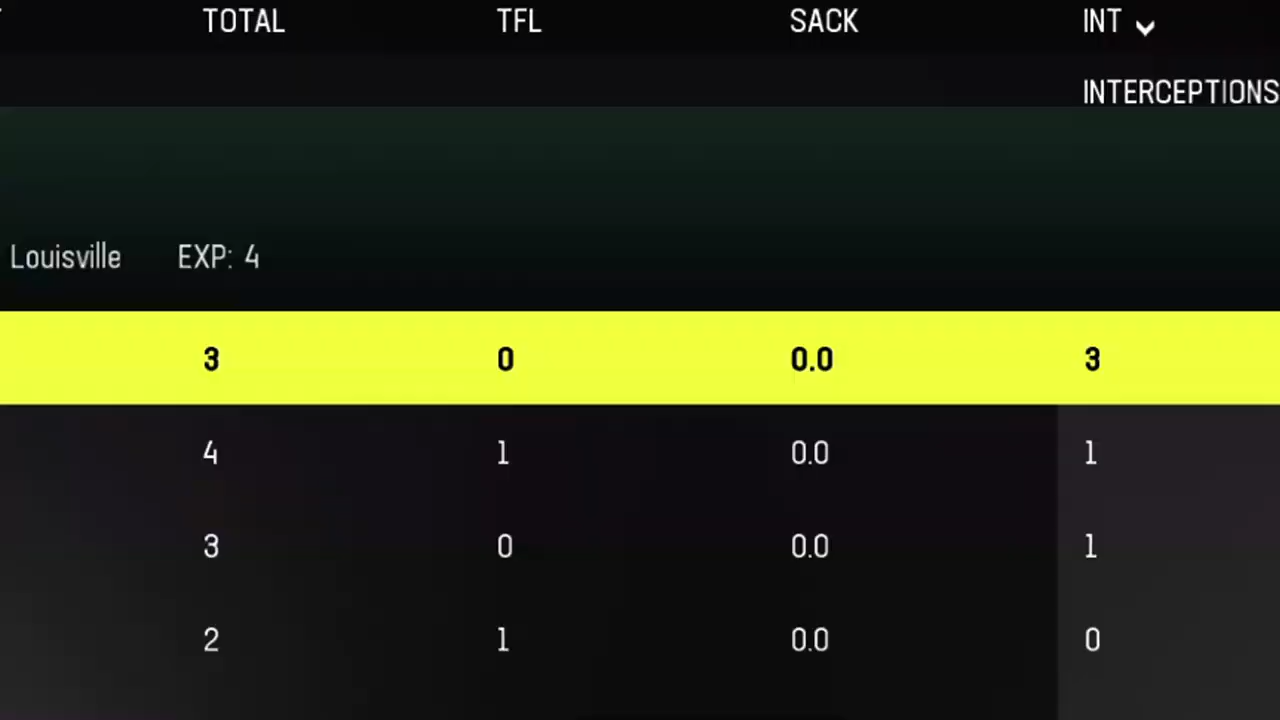 TOTAL TFL SACK INT
INTERCEPTIONS
Louisville EXP: 4
3 0 0.0 3
4 1 0.0 1
3 0 0.0 1
2 1 0.0 0